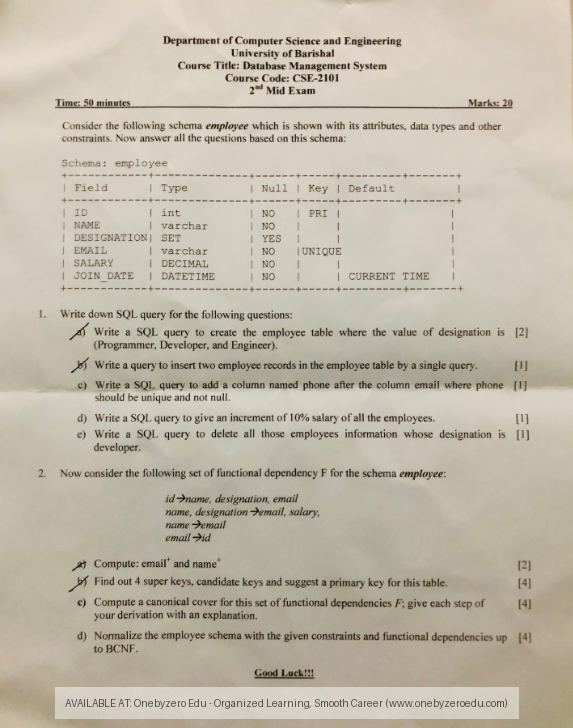 Department of Computer Science and Engineering
University of Barishal
Course Title: Database Management System
Course Code: CSE-2101
2nd Mid Exam
Time: 50 minutes Marks: 20
Consider the following schema employee which is shown with its attributes, data types and other
constraints. Now answer all the questions based on this schema:
Schema: employee
| Field | Type | Null | Key | Default |
| ID | int | NO | PRI | |
| NAME | varchar | NO | | |
| DESIGNATION| SET | YES | | |
| EMAIL | varchar | NO |UNIQUE |
| SALARY | DECIMAL | NO | | |
| JOIN_DATE | DATETIME | NO | | CURRENT TIME |
1. Write down SQL query for the following questions:
a) Write a SQL query to create the employee table where the value of designation is [2]
(Programmer, Developer, and Engineer).
b) Write a query to insert two employee records in the employee table by a single query. [1]
c) Write a SQL query to add a column named phone after the column email where phone [1]
should be unique and not null.
d) Write a SQL query to give an increment of 10% salary of all the employees. [1]
e) Write a SQL query to delete all those employees information whose designation is [1]
developer.
2. Now consider the following set of functional dependency F for the schema employee:
id→name, designation, email
name, designation →email, salary,
name →email
email →id
a) Compute: email+ and name+ [2]
b) Find out 4 super keys, candidate keys and suggest a primary key for this table. [4]
c) Compute a canonical cover for this set of functional dependencies F; give each step of [4]
your derivation with an explanation.
d) Normalize the employee schema with the given constraints and functional dependencies up [4]
to BCNF.
Good Luck!!!
AVAILABLE AT: Onebyzero Edu - Organized Learning, Smooth Career (www.onebyzeroedu.com)